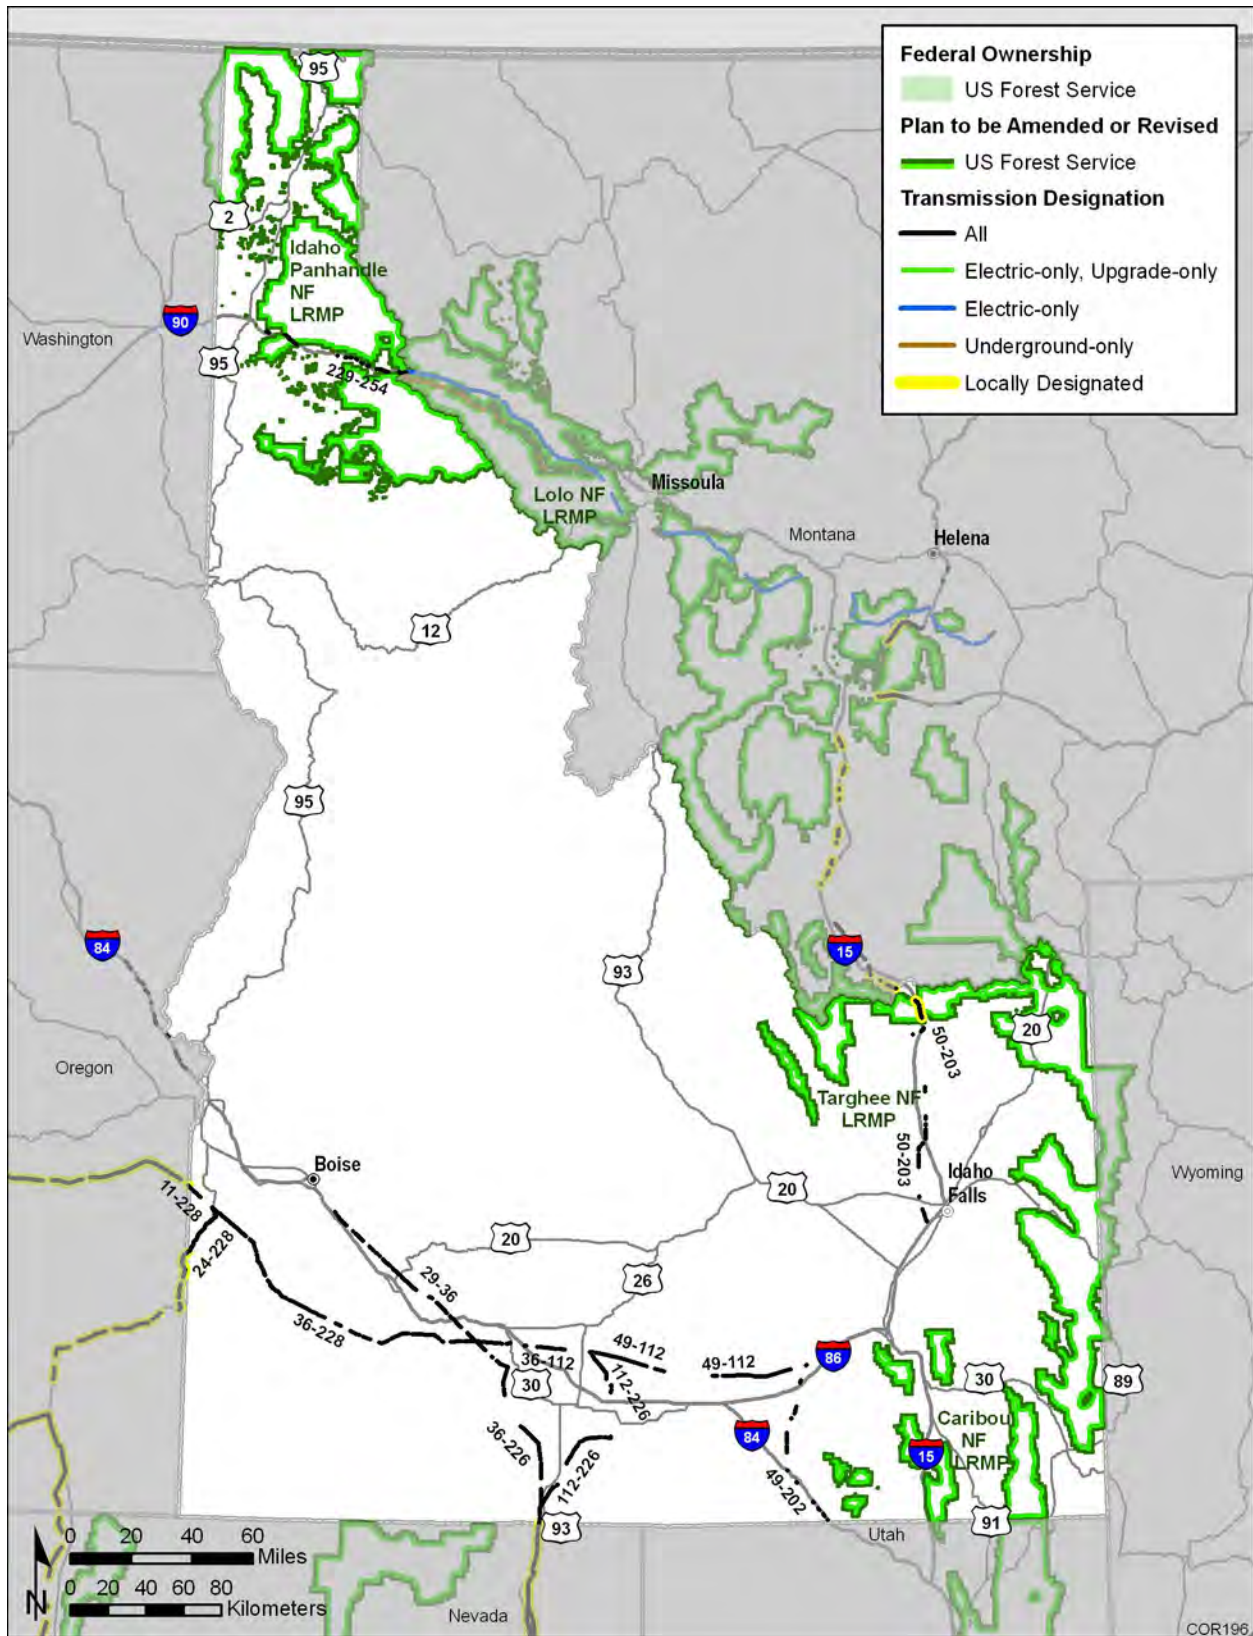 Federal Ownership
US Forest Service
Plan to be Amended or Revised
US Forest Service
Transmission Designation
All
Electric-only, Upgrade-only
Electric-only
Underground-only
Locally Designated
95
2
Idaho
Panhandle
NF
LRMP
90
Washington
95
229-254
Missoula
Lolo NF
LRMP
Montana
Helena
12
95
84
93
15
20
50-203
Oregon
Targhee NF
LRMP
50-203
Idaho
Falls
Wyoming
Boise
20
11-228
24-228
20
29-36
26
36-228
49-112
36-112
49-112
86
30
112-226
30
89
Caribou
NF
LRMP
84
15
36-226
112-226
49-202
93
91
Utah
0 20 40 60
Miles
0 20 40 60 80
Kilometers
N
Nevada
COR196